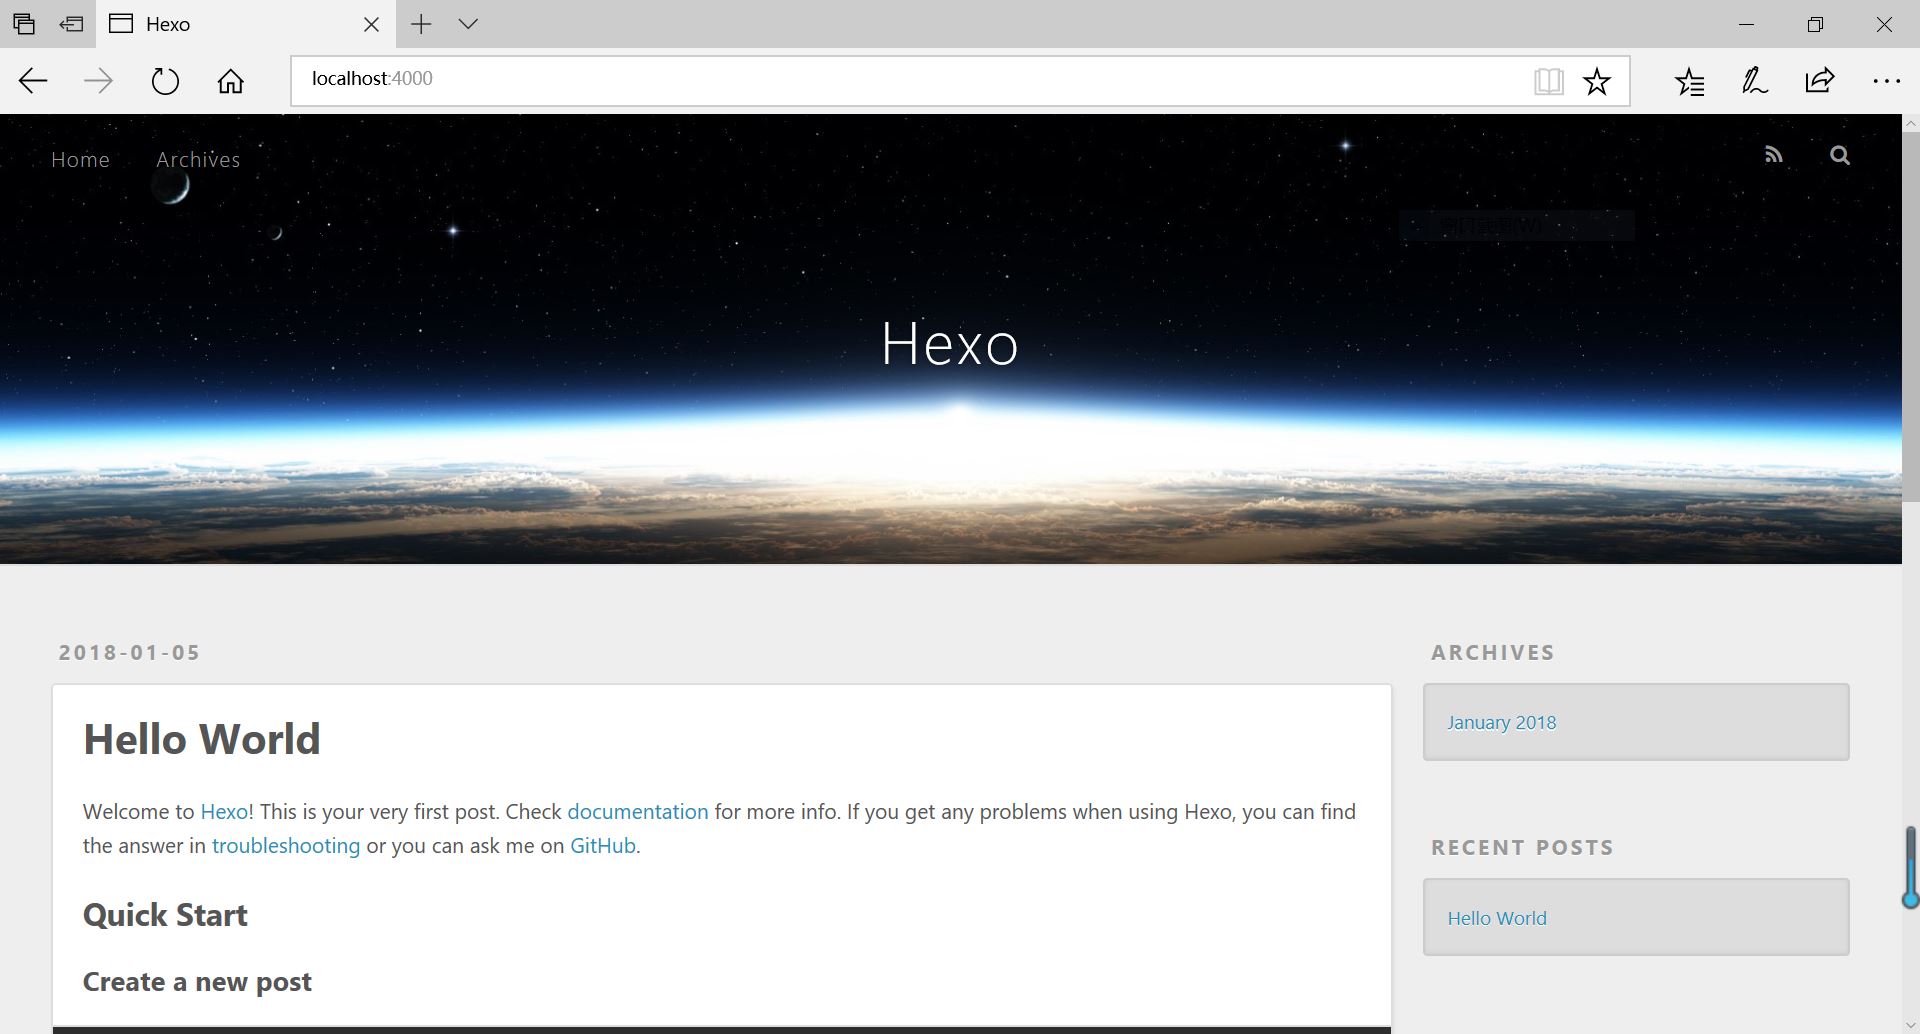 Hexo
localhost:4000
Home Archives
Hexo
2018-01-05
Hello World
Welcome to Hexo! This is your very first post. Check documentation for more info. If you get any problems when using Hexo, you can find
the answer in troubleshooting or you can ask me on GitHub.
Quick Start
Create a new post
ARCHIVES
January 2018
RECENT POSTS
Hello World